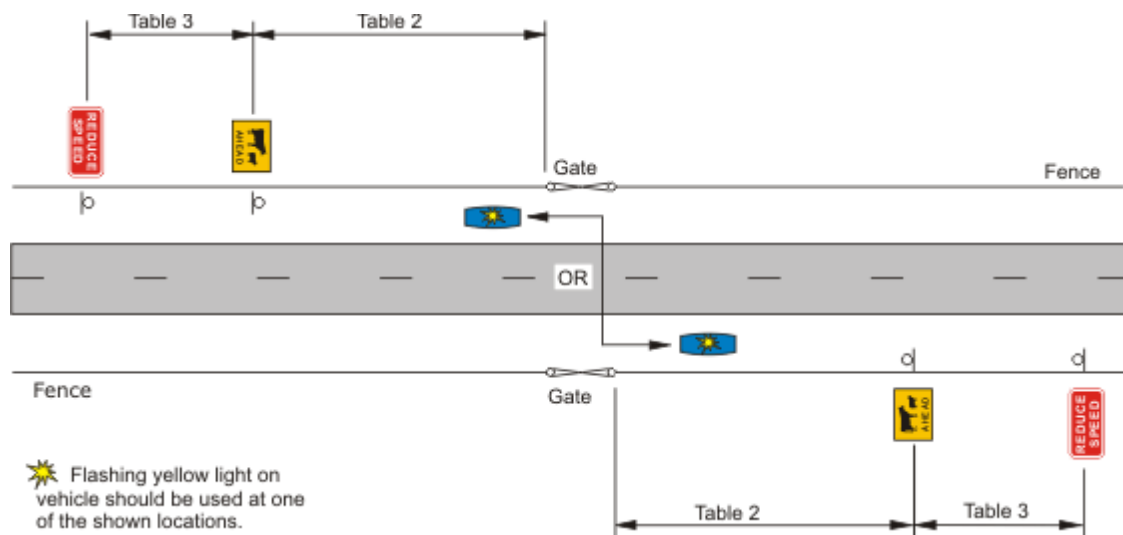 Table 3
Table 2
REDUCE
SPEED
AHEAD
Gate
Fence
OR
Fence
Gate
AHEAD
REDUCE
SPEED
Flashing yellow light on
vehicle should be used at one
of the shown locations.
Table 2
Table 3